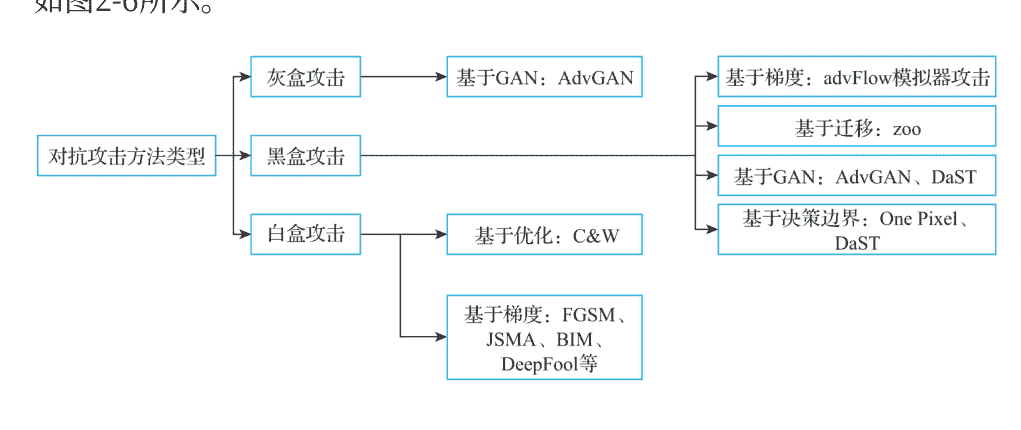 如图2-6所示。
对抗攻击方法类型
灰盒攻击
基于GAN：AdvGAN
黑盒攻击
基于梯度：advFlow模拟器攻击
基于迁移：zoo
基于GAN：AdvGAN、DaST
基于决策边界：One Pixel、
DaST
白盒攻击
基于优化：C&W
基于梯度：FGSM、
JSMA、BIM、
DeepFool等